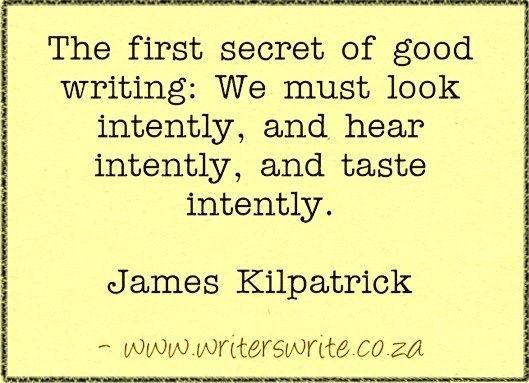 The first secret of good
writing: We must look
intently, and hear
intently, and taste
intently.
James Kilpatrick
- www.writerswrite.co.za